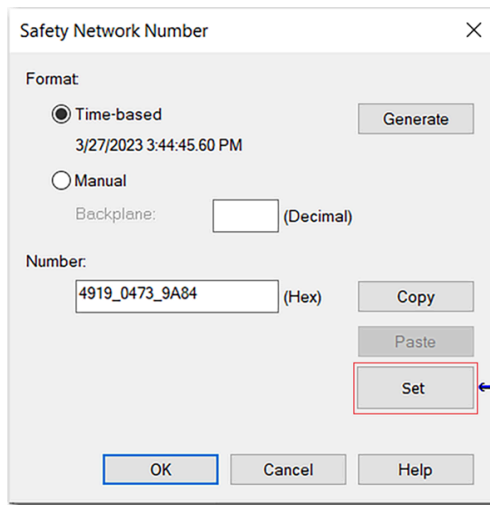 Safety Network Number
Format:
Time-based
Generate
3/27/2023 3:44:45.60 PM
Manual
Backplane:
(Decimal)
Number:
4919_0473_9A84
(Hex)
Copy
Paste
Set
OK
Cancel
Help